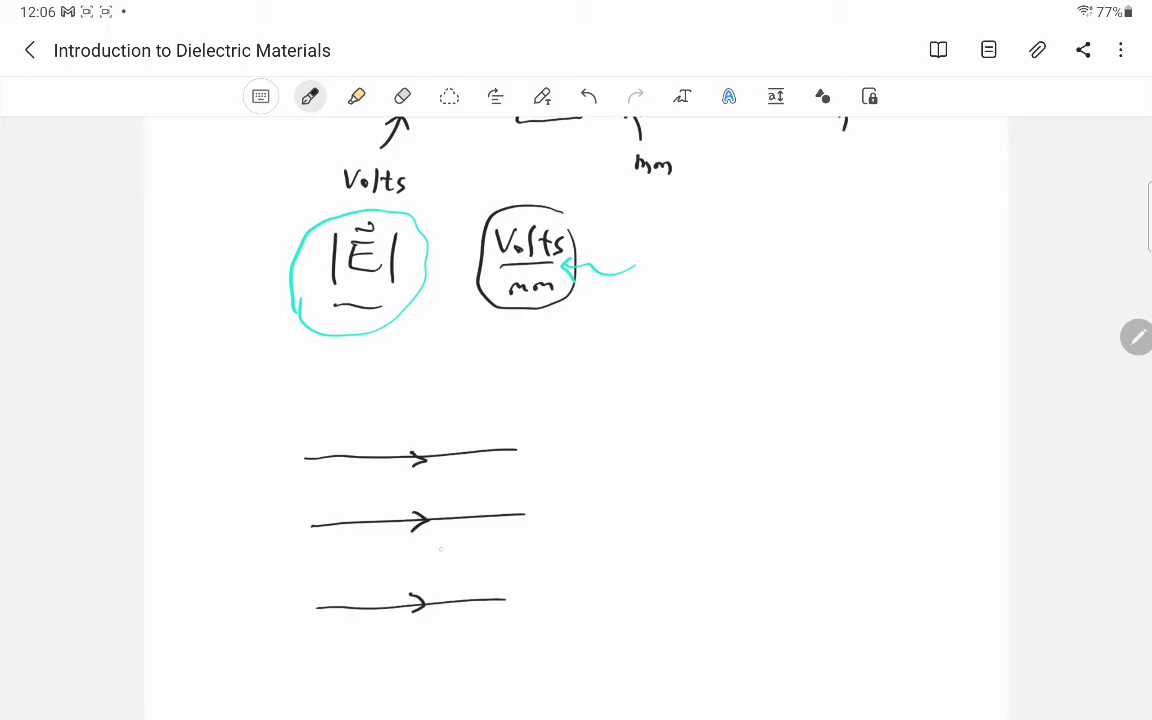 12:06 77%
Introduction to Dielectric Materials
mm
Volts
|E⃗| Volts
mm